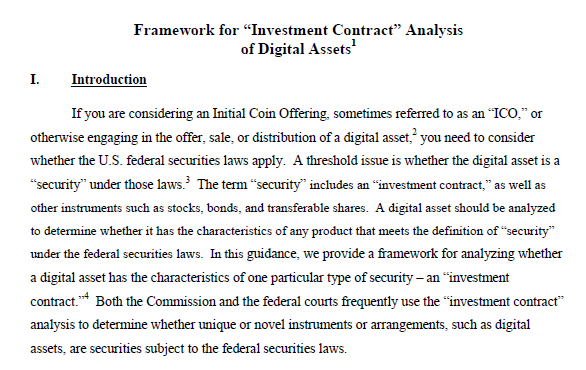 Framework for “Investment Contract” Analysis
of Digital Assets1
I. Introduction
If you are considering an Initial Coin Offering, sometimes referred to as an “ICO,” or
otherwise engaging in the offer, sale, or distribution of a digital asset,2 you need to consider
whether the U.S. federal securities laws apply. A threshold issue is whether the digital asset is a
“security” under those laws.3 The term “security” includes an “investment contract,” as well as
other instruments such as stocks, bonds, and transferable shares. A digital asset should be analyzed
to determine whether it has the characteristics of any product that meets the definition of “security”
under the federal securities laws. In this guidance, we provide a framework for analyzing whether
a digital asset has the characteristics of one particular type of security – an “investment
contract.”4 Both the Commission and the federal courts frequently use the “investment contract”
analysis to determine whether unique or novel instruments or arrangements, such as digital
assets, are securities subject to the federal securities laws.